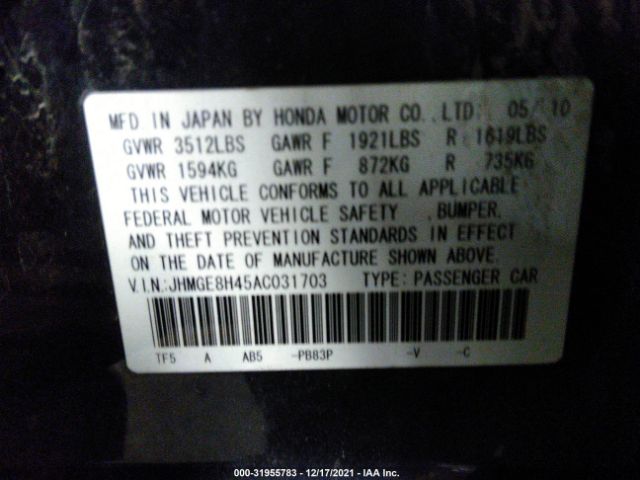 MFD IN JAPAN BY HONDA MOTOR CO., LTD. 05/10
GVWR 3512LBS GAWR F 1921LBS R 1619LBS
GVWR 1594KG GAWR F 872KG R 735KG
THIS VEHICLE CONFORMS TO ALL APPLICABLE
FEDERAL MOTOR VEHICLE SAFETY , BUMPER,
AND THEFT PREVENTION STANDARDS IN EFFECT
ON THE DATE OF MANUFACTURE SHOWN ABOVE.
V.I.N.:JHMGE8H45AC031703 TYPE: PASSENGER CAR
TF5 A AB5 -PB83P -V -C
000-31955783 - 12/17/2021 - IAA Inc.